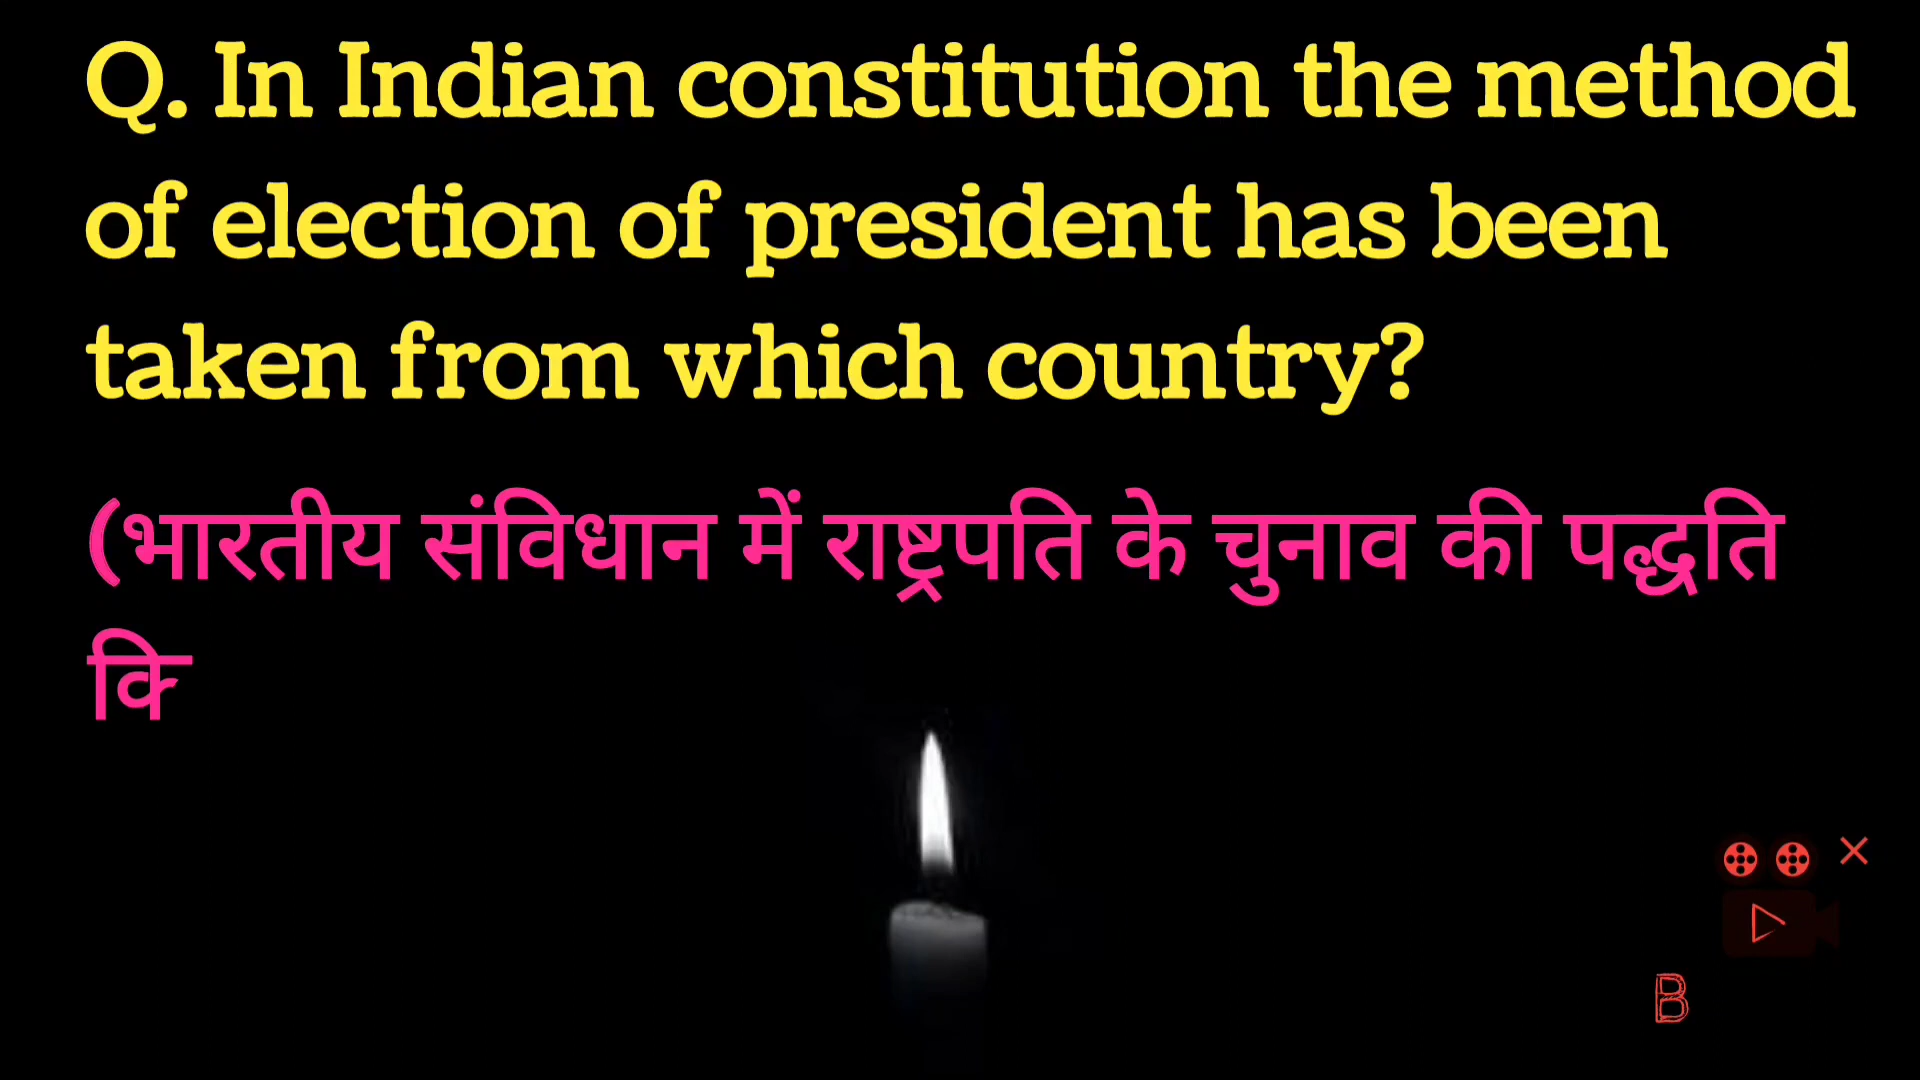 Q. In Indian constitution the method
of election of president has been
taken from which country?
(भारतीय संविधान में राष्ट्रपति के चुनाव की पद्धति
कि
B